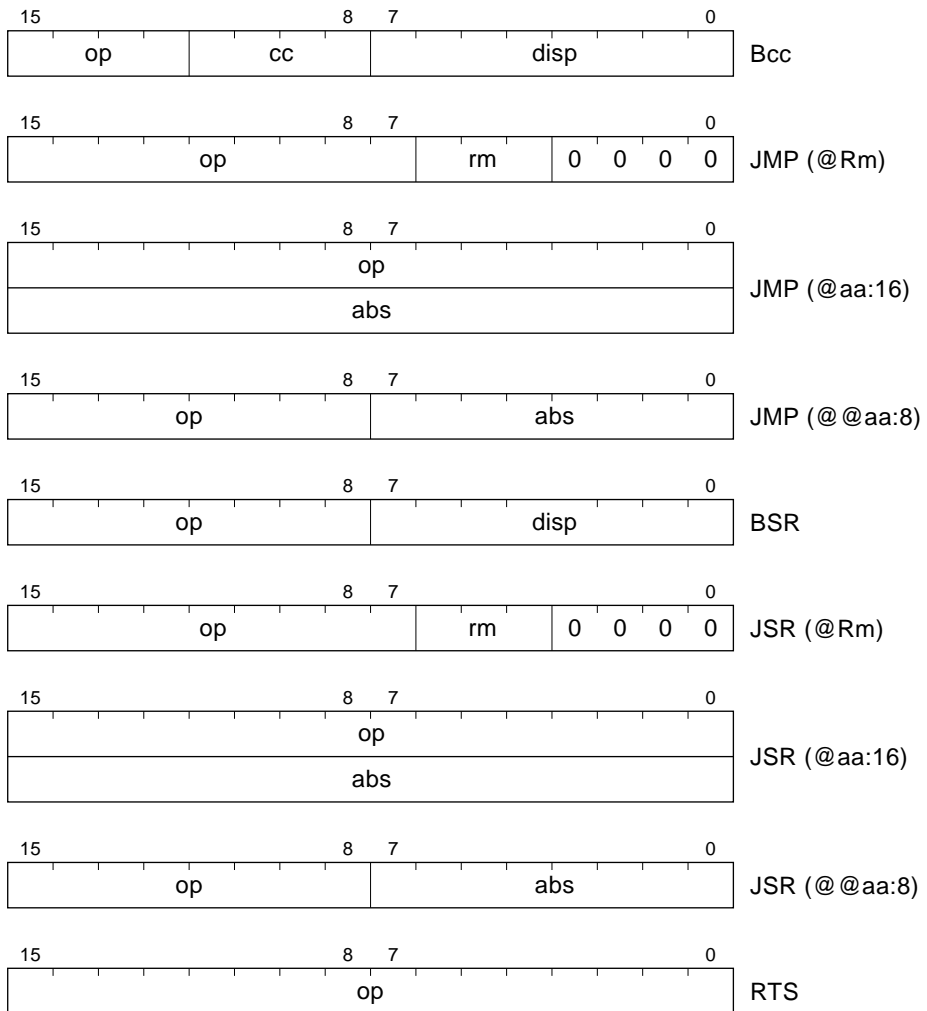 15 8 7 0
op cc disp Bcc
15 8 7 0
op rm 0 0 0 0 JMP (@Rm)
15 8 7 0
op
JMP (@aa:16)
abs
15 8 7 0
op abs JMP (@@aa:8)
15 8 7 0
op disp BSR
15 8 7 0
op rm 0 0 0 0 JSR (@Rm)
15 8 7 0
op
JSR (@aa:16)
abs
15 8 7 0
op abs JSR (@@aa:8)
15 8 7 0
op RTS